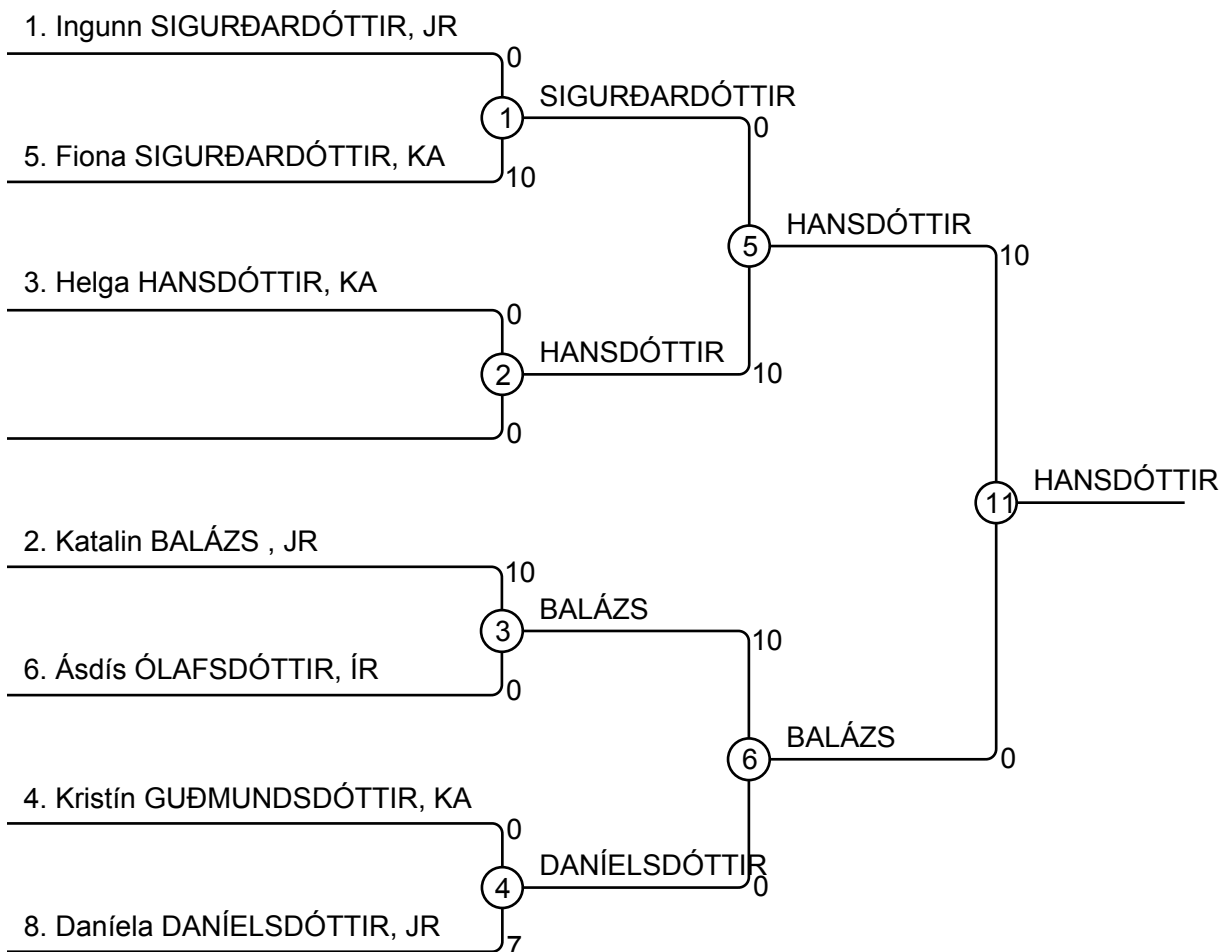 1. Ingunn SIGURÐARDÓTTIR, JR
0
1
SIGURÐARDÓTTIR
0
5. Fiona SIGURÐARDÓTTIR, KA
10
5
HANSDÓTTIR
10
3. Helga HANSDÓTTIR, KA
0
2
HANSDÓTTIR
10
0
11
HANSDÓTTIR
2. Katalin BALÁZS , JR
10
3
BALÁZS
10
6. Ásdís ÓLAFSDÓTTIR, ÍR
0
6
BALÁZS
0
4. Kristín GUÐMUNDSDÓTTIR, KA
0
4
DANÍELSDÓTTIR
0
8. Daníela DANÍELSDÓTTIR, JR
7